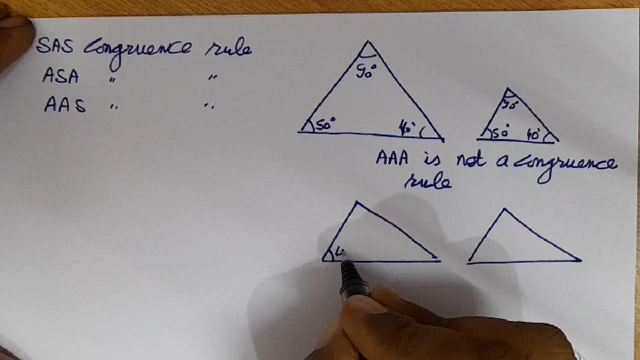 SAS Congruence rule
ASA " "
AAS " "
90°
50° 40°
90°
50° 40°
AAA is not a congruence
rule